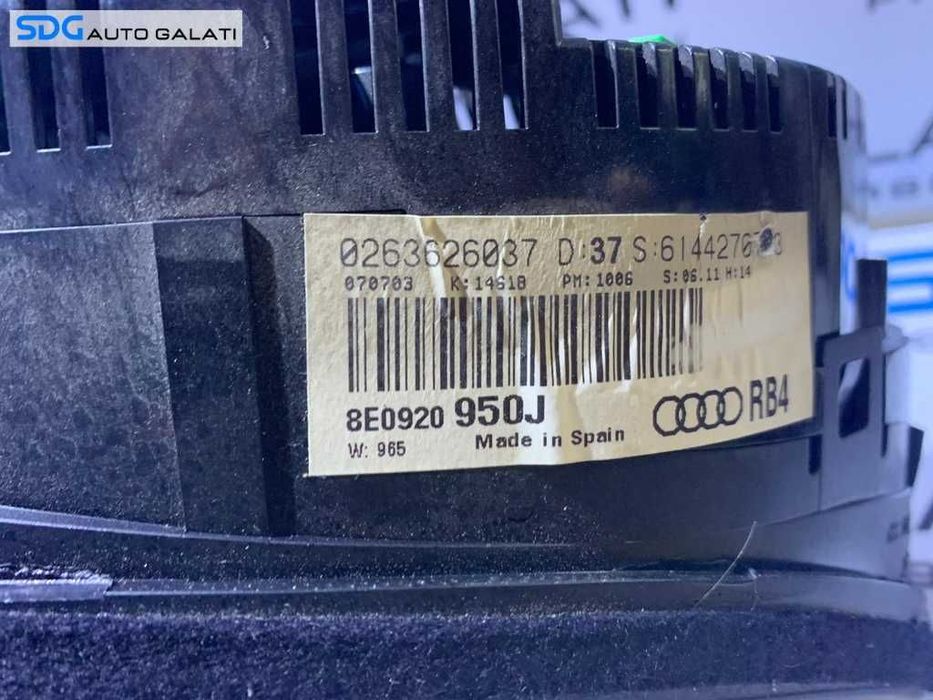 SDG AUTO GALATI
0263626037 D:37
070703 K:14618 PM:1006 S:06.11 H:14
8E0920 950J RB4
W: 965 Made in Spain